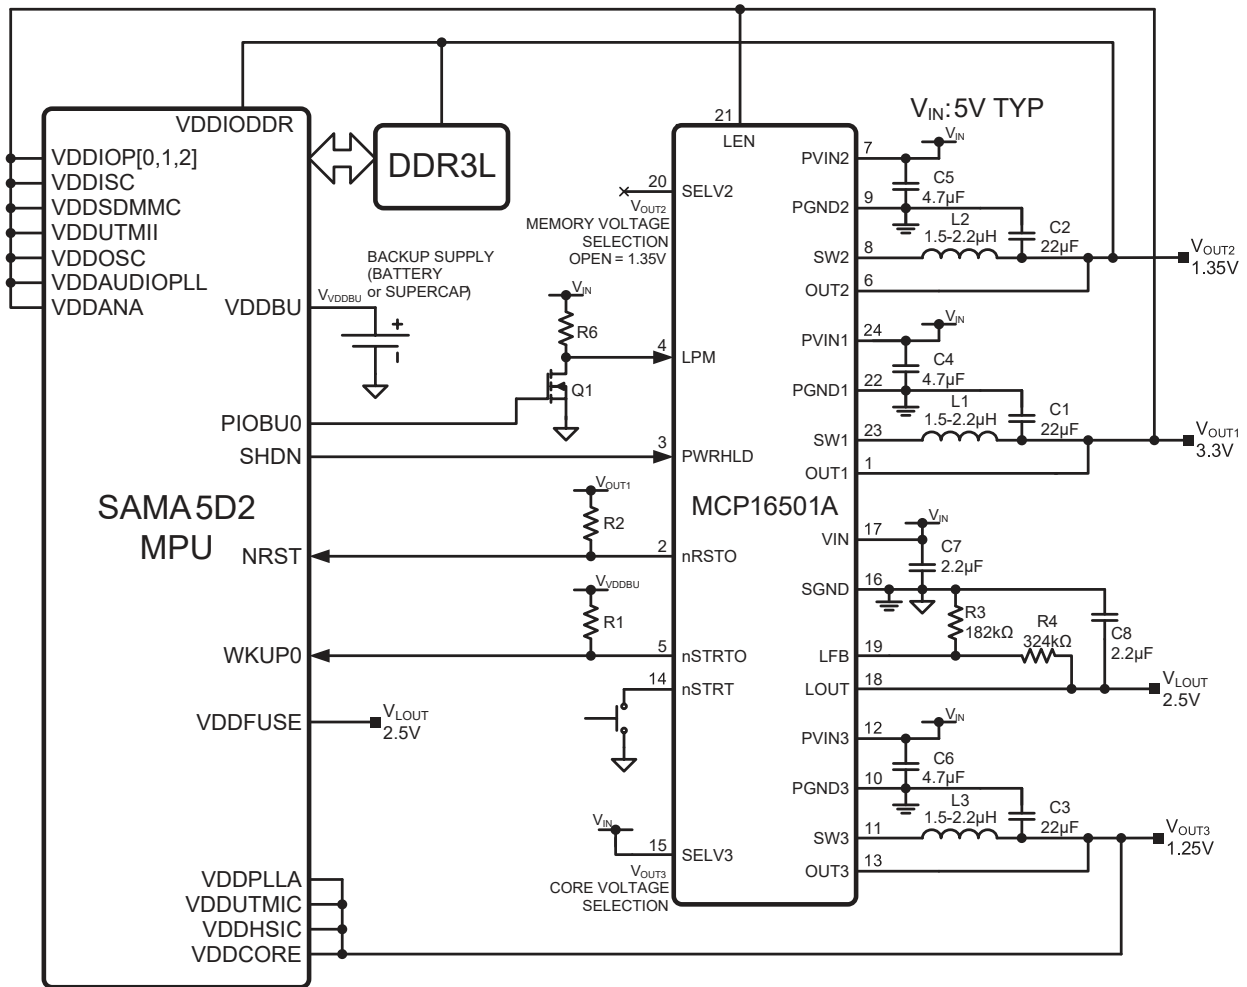 VDDIODDR
VDDIOP[0,1,2]
VDDISC
VDDSDMMC
VDDUTMII
VDDOSC
VDDAUDIOPLL
VDDANA
VDDBU
PIOBU0
SHDN
SAMA5D2
MPU
NRST
WKUP0
VDDFUSE
VDDPLLA
VDDUTMIC
VDDHSIC
VDDCORE
DDR3L
VVDDBU
BACKUP SUPPLY
(BATTERY
or SUPERCAP)
+
–
VIN
R6
Q1
VOUT1
R2
VVDDBU
R1
VLOUT
2.5V
VIN
20
VOUT2
MEMORY VOLTAGE
SELECTION
OPEN = 1.35V
4
3
2
5
14
15
VOUT3
CORE VOLTAGE
SELECTION
21
LEN
SELV2
LPM
PWRHLD
MCP16501A
nRSTO
nSTRTO
nSTRT
SELV3
PVIN2
PGND2
SW2
OUT2
PVIN1
PGND1
SW1
OUT1
VIN
SGND
LFB
LOUT
PVIN3
PGND3
SW3
OUT3
VIN: 5V TYP
7
VIN
C5
4.7µF
9
L2
1.5-2.2µH
C2
22µF
8
6
VOUT2
1.35V
24
VIN
C4
4.7µF
22
L1
1.5-2.2µH
C1
22µF
23
1
VOUT1
3.3V
17
VIN
C7
2.2µF
16
R3
182kΩ
R4
324kΩ
C8
2.2µF
19
18
VLOUT
2.5V
12
VIN
C6
4.7µF
10
L3
1.5-2.2µH
C3
22µF
11
13
VOUT3
1.25V